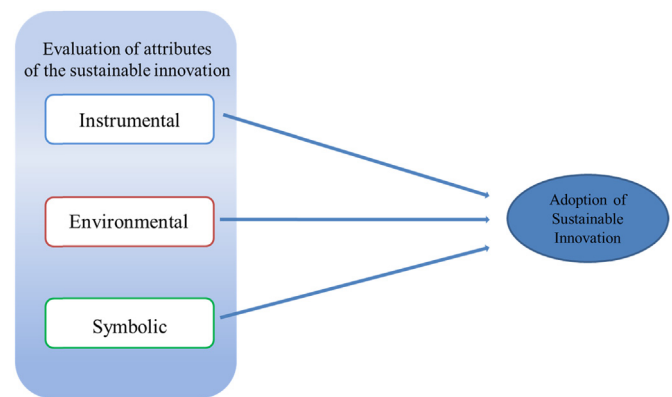 Evaluation of attributes
of the sustainable innovation
Instrumental
Environmental
Symbolic
Adoption of
Sustainable
Innovation